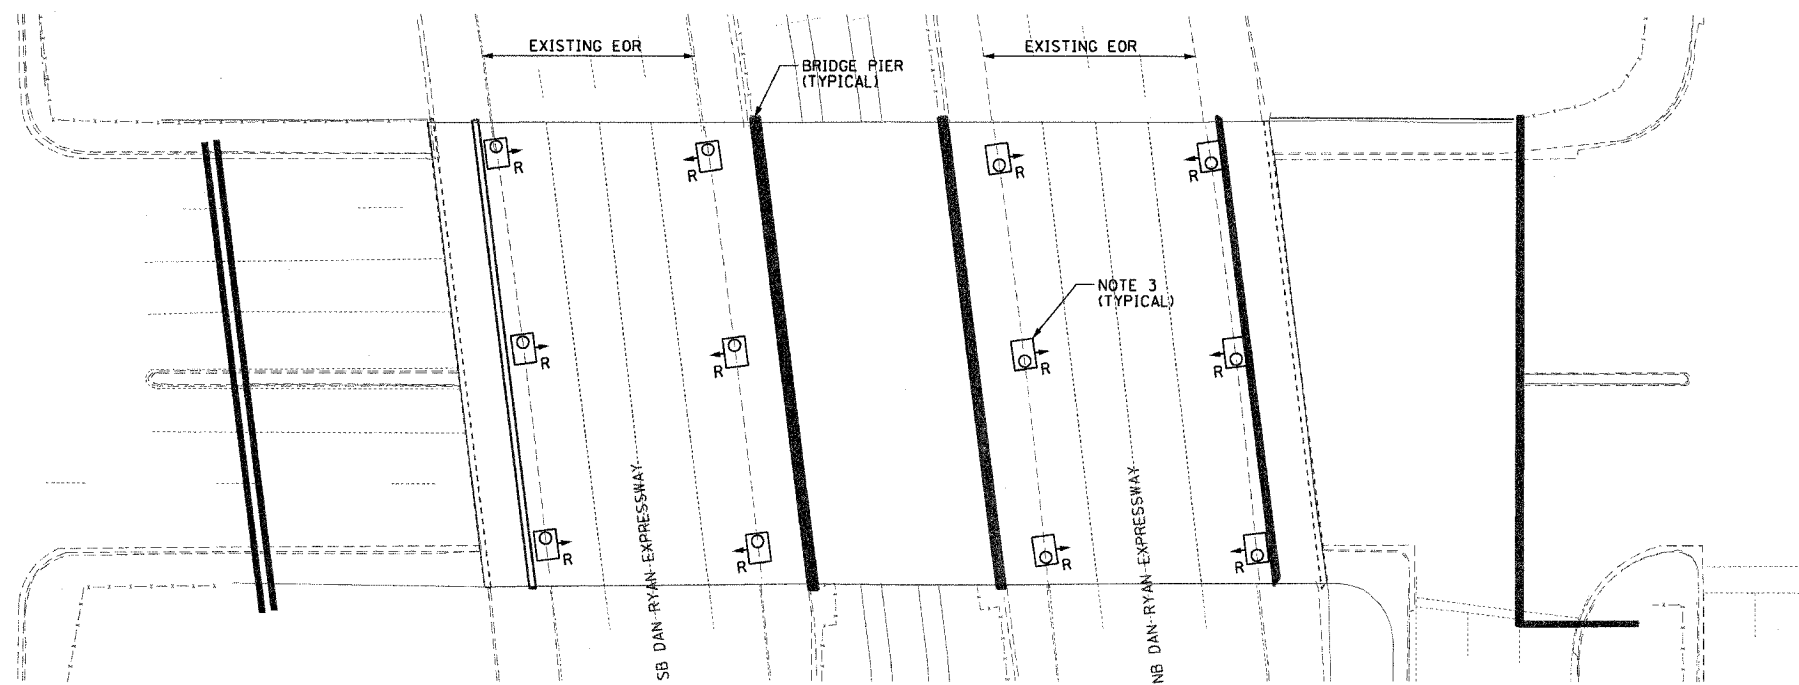 EXISTING EOR
EXISTING EOR
BRIDGE PIER
(TYPICAL)
R
R
R
R
NOTE 3
(TYPICAL)
R
R
R
R
R
R
R
R
SB DAN RYAN EXPRESSWAY
NB DAN RYAN EXPRESSWAY